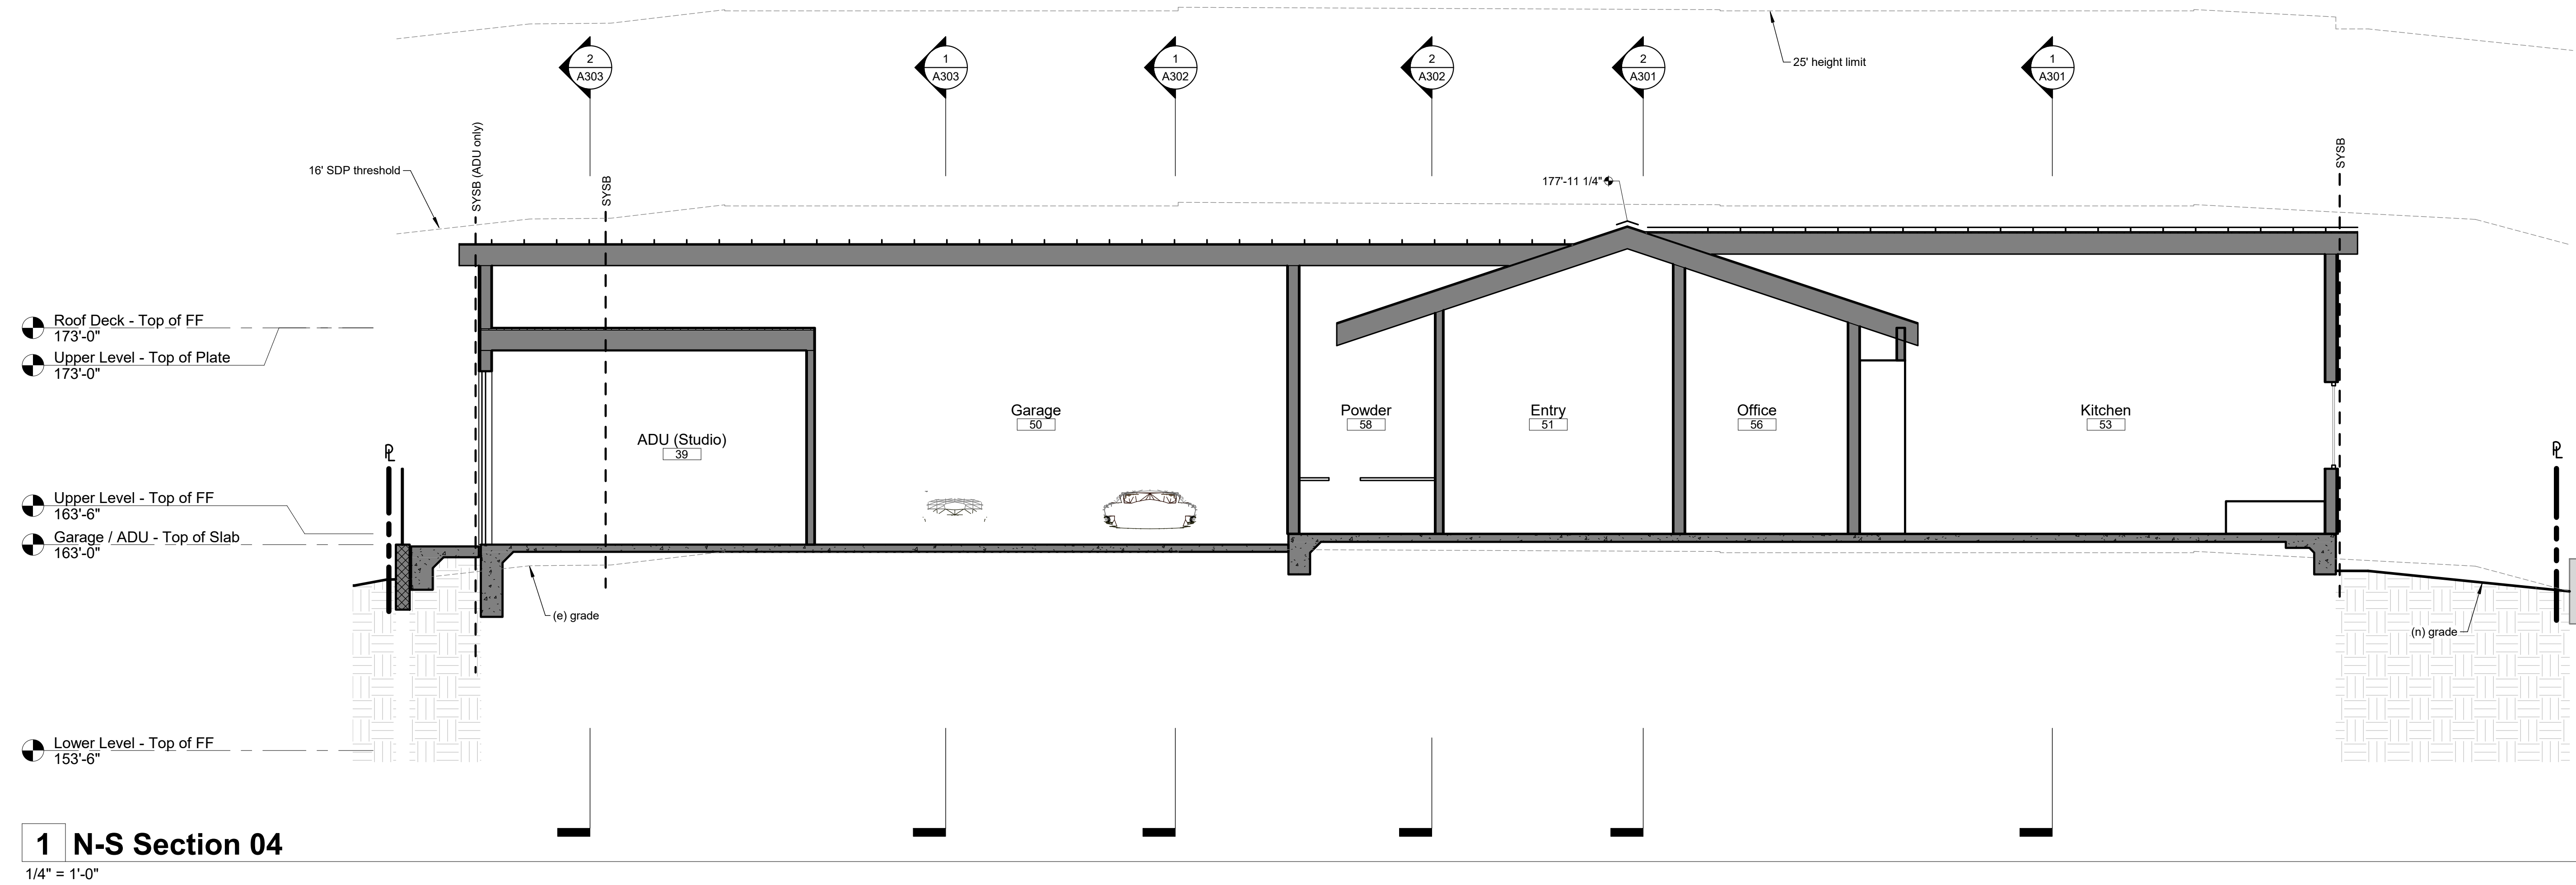 2
A303
1
A303
1
A302
2
A302
2
A301
1
A301
25' height limit
16' SDP threshold
SYSB (ADU only)
SYSB
177'-11 1/4"
SYSB
Roof Deck - Top of FF
173'-0"
Upper Level - Top of Plate
173'-0"
Garage
50
Powder
58
Entry
51
Office
56
Kitchen
53
ADU (Studio)
39
PL
PL
Upper Level - Top of FF
163'-6"
Garage / ADU - Top of Slab
163'-0"
(e) grade
(n) grade
Lower Level - Top of FF
153'-6"
1 N-S Section 04
1/4" = 1'-0"